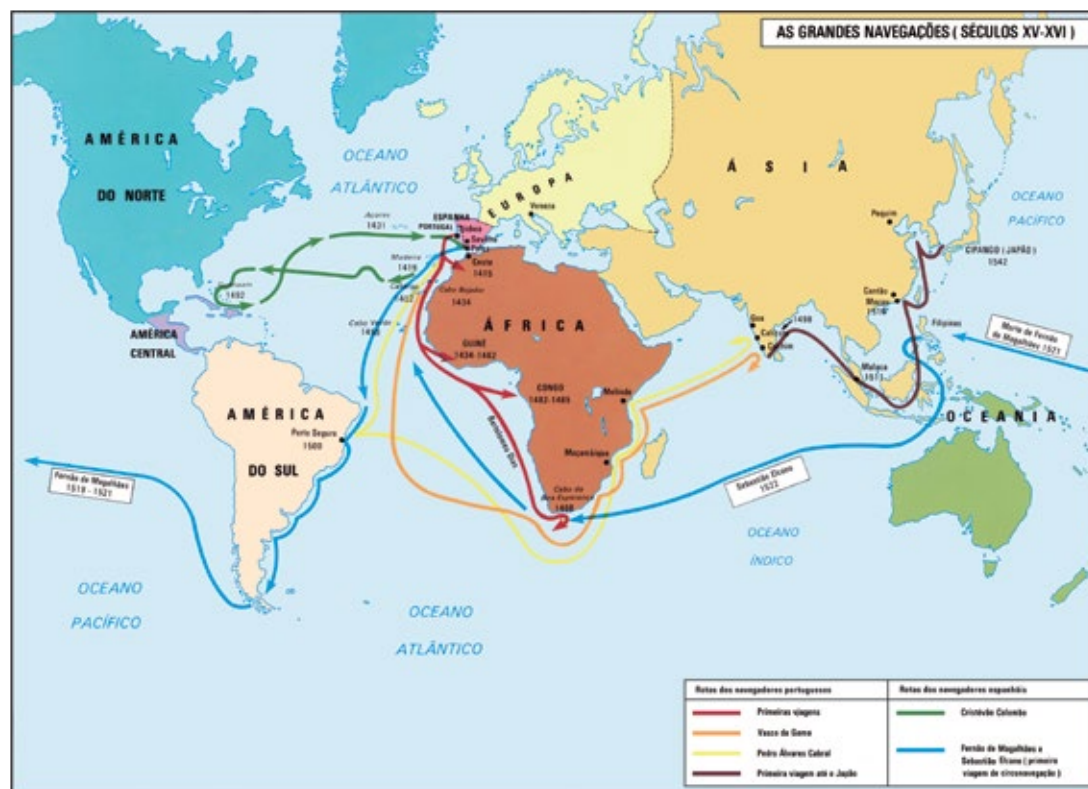 AS GRANDES NAVEGAÇÕES ( SÉCULOS XV-XVI )
AMÉRICA
DO NORTE
OCEANO
ATLÂNTICO
EUROPA
Veneza
ÁSIA
Pequim
OCEANO
PACÍFICO
CIPANGO ( JAPÃO )
1542
Açores
1431
ESPANHA
PORTUGAL
Lisboa
Sevilha
Ceuta
1415
Madeira
1492
Cabo Bojador
1434
Cabo Verde
AMÉRICA
CENTRAL
ÁFRICA
GUINÉ
1434-1462
CONGO
1482-1485
Melinde
Moçambique
Bartolomeu Dias
Cabo da
Boa Esperança
1488
Goa
1498
Cantão
Macau
Filipinas
Malaca
1511
Morte de Fernão
de Magalhães 1521
OCEANIA
AMÉRICA
DO SUL
Porto Seguro
1500
Fernão de Magalhães
1519 - 1521
Sebastião Elcano
1522
OCEANO
ÍNDICO
OCEANO
PACÍFICO
OCEANO
ATLÂNTICO
Rotas dos navegadores portugueses
Primeiras viagens
Vasco da Gama
Pedro Álvares Cabral
Primeira viagem até o Japão
Rotas dos navegadores espanhóis
Cristóvão Colombo
Fernão de Magalhães e
Sebastião Elcano ( primeira
viagem de circunavegação )